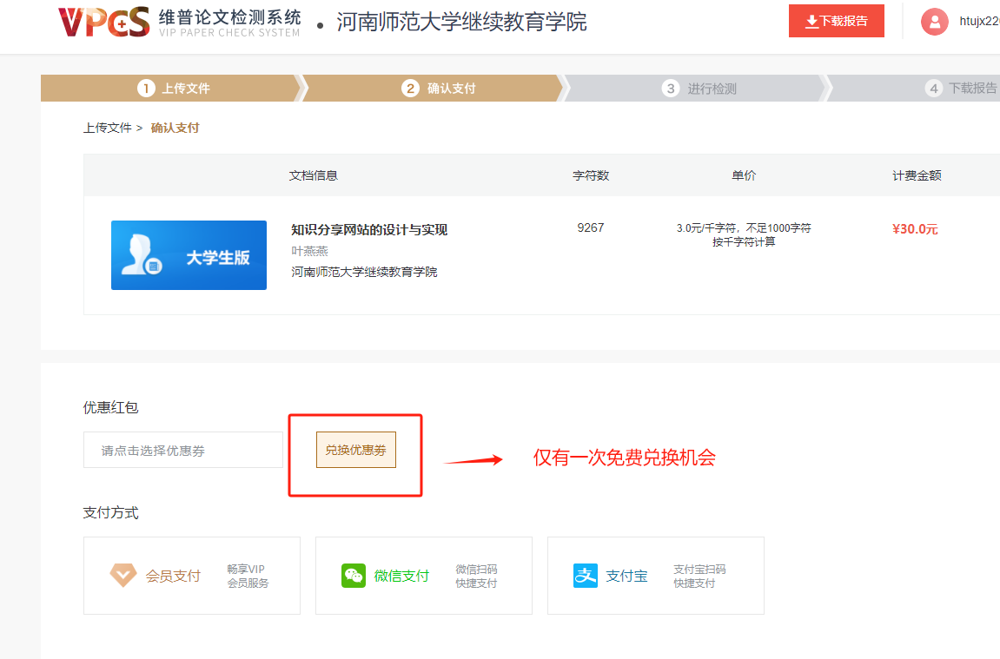 VPCS 维普论文检测系统
VIP PAPER CHECK SYSTEM
• 河南师范大学继续教育学院
下载报告
htujx22
1 上传文件
2 确认支付
3 进行检测
4 下载报告
上传文件 > 确认支付
文档信息 字符数 单价 计费金额
大学生版
知识分享网站的设计与实现
叶燕燕
河南师范大学继续教育学院
9267
3.0元/千字符，不足1000字符
按千字符计算
¥30.0元
优惠红包
请点击选择优惠券
兑换优惠劵
仅有一次免费兑换机会
支付方式
会员支付
畅享VIP
会员服务
微信支付
微信扫码
快捷支付
支付宝
支付宝扫码
快捷支付